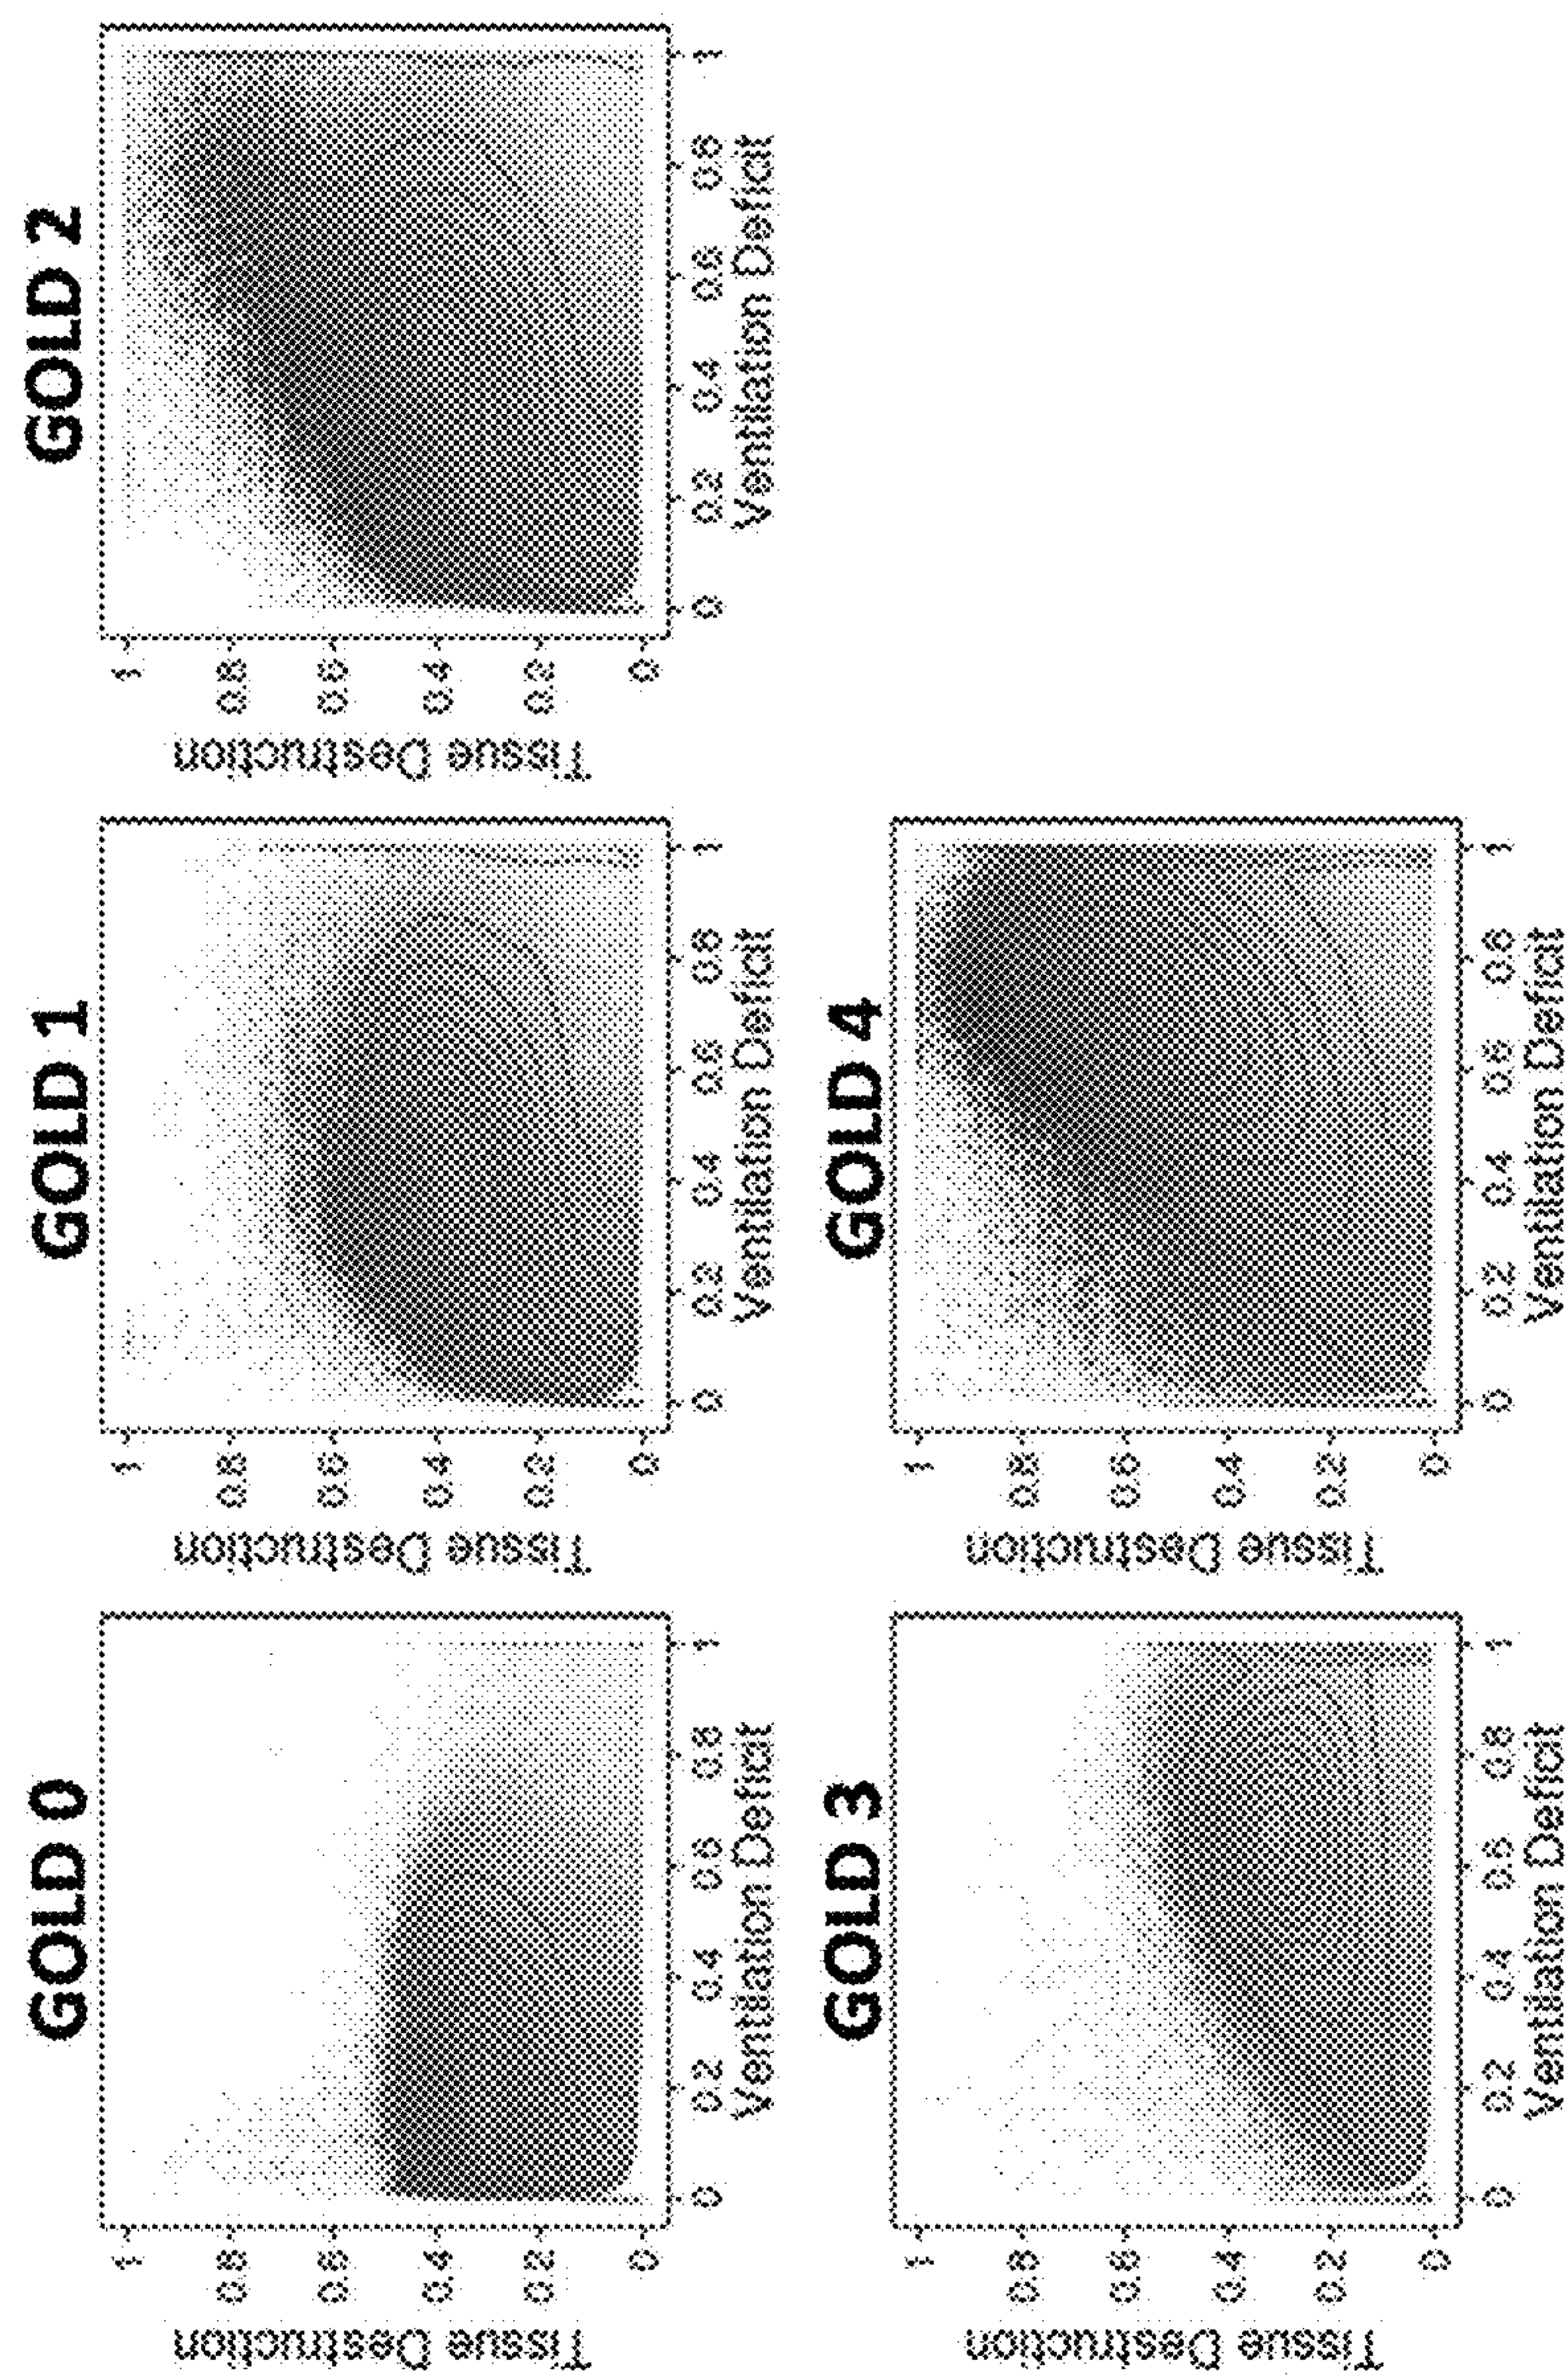 GOLD 0
Tissue Destruction
1
0.8
0.6
0.4
0.2
0
0 0.2 0.4 0.6 0.8 1
Ventilation Deficit
GOLD 1
Tissue Destruction
1
0.8
0.6
0.4
0.2
0
0 0.2 0.4 0.6 0.8 1
Ventilation Deficit
GOLD 2
Tissue Destruction
1
0.8
0.6
0.4
0.2
0
0 0.2 0.4 0.6 0.8 1
Ventilation Deficit
GOLD 3
Tissue Destruction
1
0.8
0.6
0.4
0.2
0
0 0.2 0.4 0.6 0.8 1
Ventilation Deficit
GOLD 4
Tissue Destruction
1
0.8
0.6
0.4
0.2
0
0 0.2 0.4 0.6 0.8 1
Ventilation Deficit